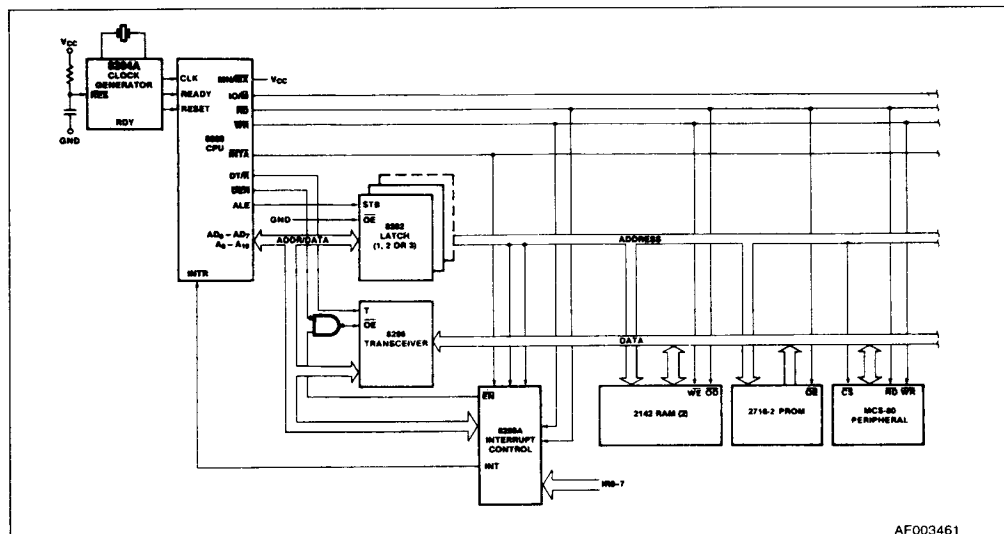 VCC
8284A
CLOCK
GENERATOR
RES
RDY
GND
CLK
READY
RESET
8088
CPU
MN/MX
VCC
IO/M
RD
WR
INTA
DT/R
DEN
ALE
AD0 – AD7
A8 – A19
INTR
GND
ADDR/DATA
STB
OE
8282
LATCH
(1, 2 OR 3)
ADDRESS
T
OE
8286
TRANSCEIVER
DATA
EN
8259A
INTERRUPT
CONTROL
INT
IR0-7
WE OD
2142 RAM (2)
OE
2716-2 PROM
CS RD WR
MCS-80
PERIPHERAL
AF003461